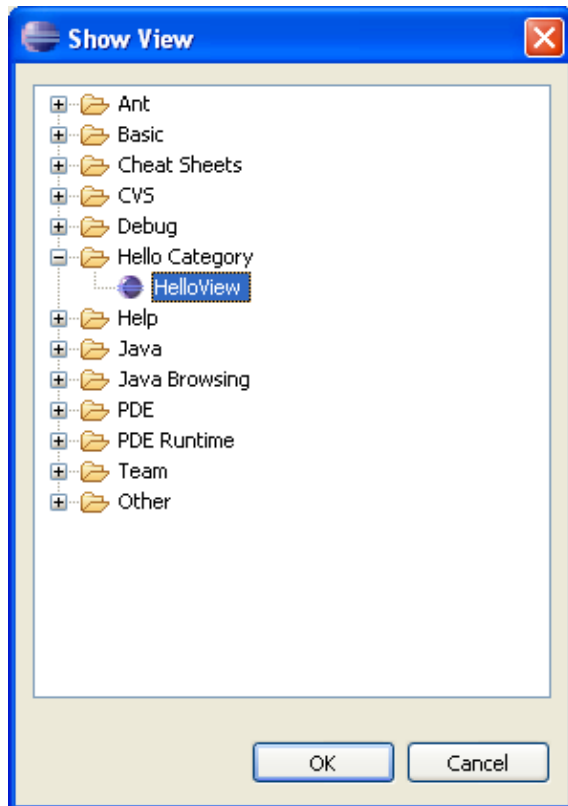 Show View
Ant
Basic
Cheat Sheets
CVS
Debug
Hello Category
HelloView
Help
Java
Java Browsing
PDE
PDE Runtime
Team
Other
OK Cancel